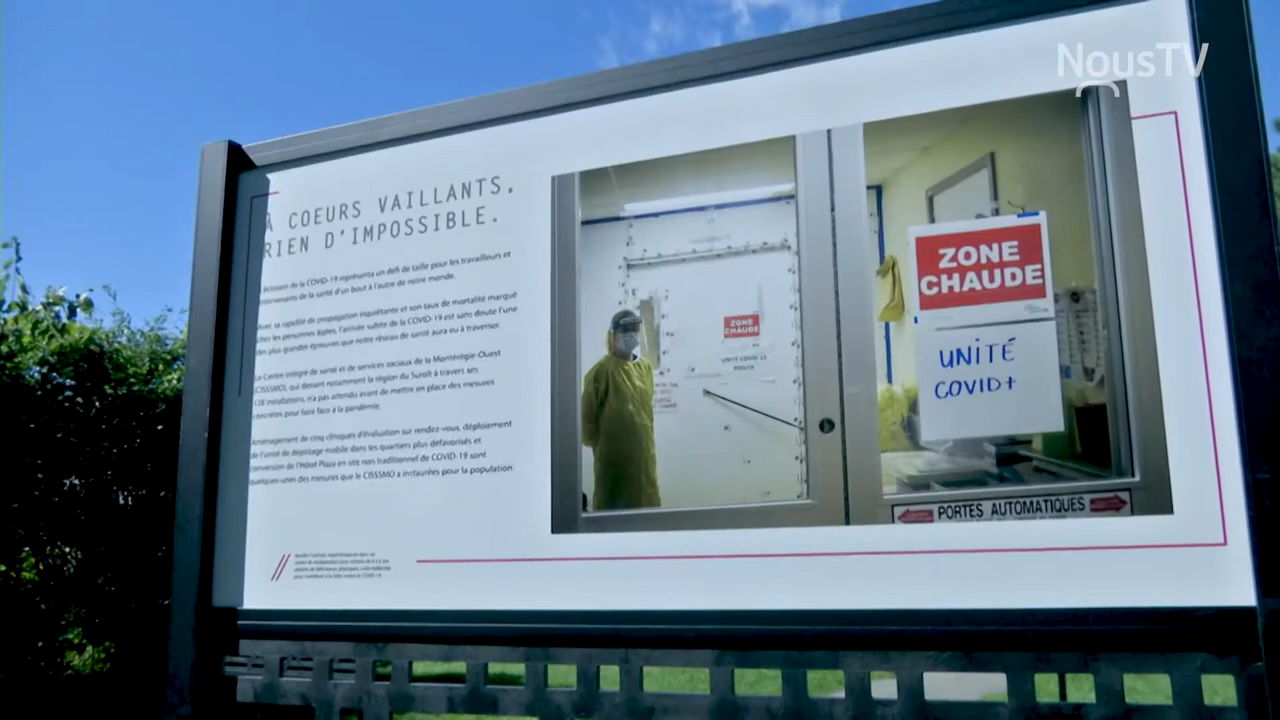 NousTV
À COEURS VAILLANTS,
RIEN D'IMPOSSIBLE.
L'éclosion de la COVID-19 représenta un défi de taille pour les travailleurs et
intervenants de la santé d'un bout à l'autre de notre monde.
Avec sa rapidité de propagation inquiétante et son taux de mortalité marqué
chez les personnes âgées, l'arrivée subite de la COVID-19 est sans doute l'une
des plus grandes épreuves que notre réseau de santé aura eu à traverser.
Le Centre intégré de santé et de services sociaux de la Montérégie-Ouest
(CISSSMO), qui dessert notamment la région du Suroît à travers ses
128 installations, n'a pas attendu avant de mettre en place des mesures
concrètes pour faire face à la pandémie.
Aménagement de cinq cliniques d'évaluation sur rendez-vous, déploiement
de l'unité de dépistage mobile dans les quartiers plus défavorisés et
conversion de l'Hôtel Plaza en site non traditionnel de COVID-19 sont
quelques-unes des mesures que le CISSSMO a instaurées pour la population
ZONE
CHAUDE
UNITÉ COVID
ZONE
CHAUDE
UNITÉ
COVID+
PORTES AUTOMATIQUES